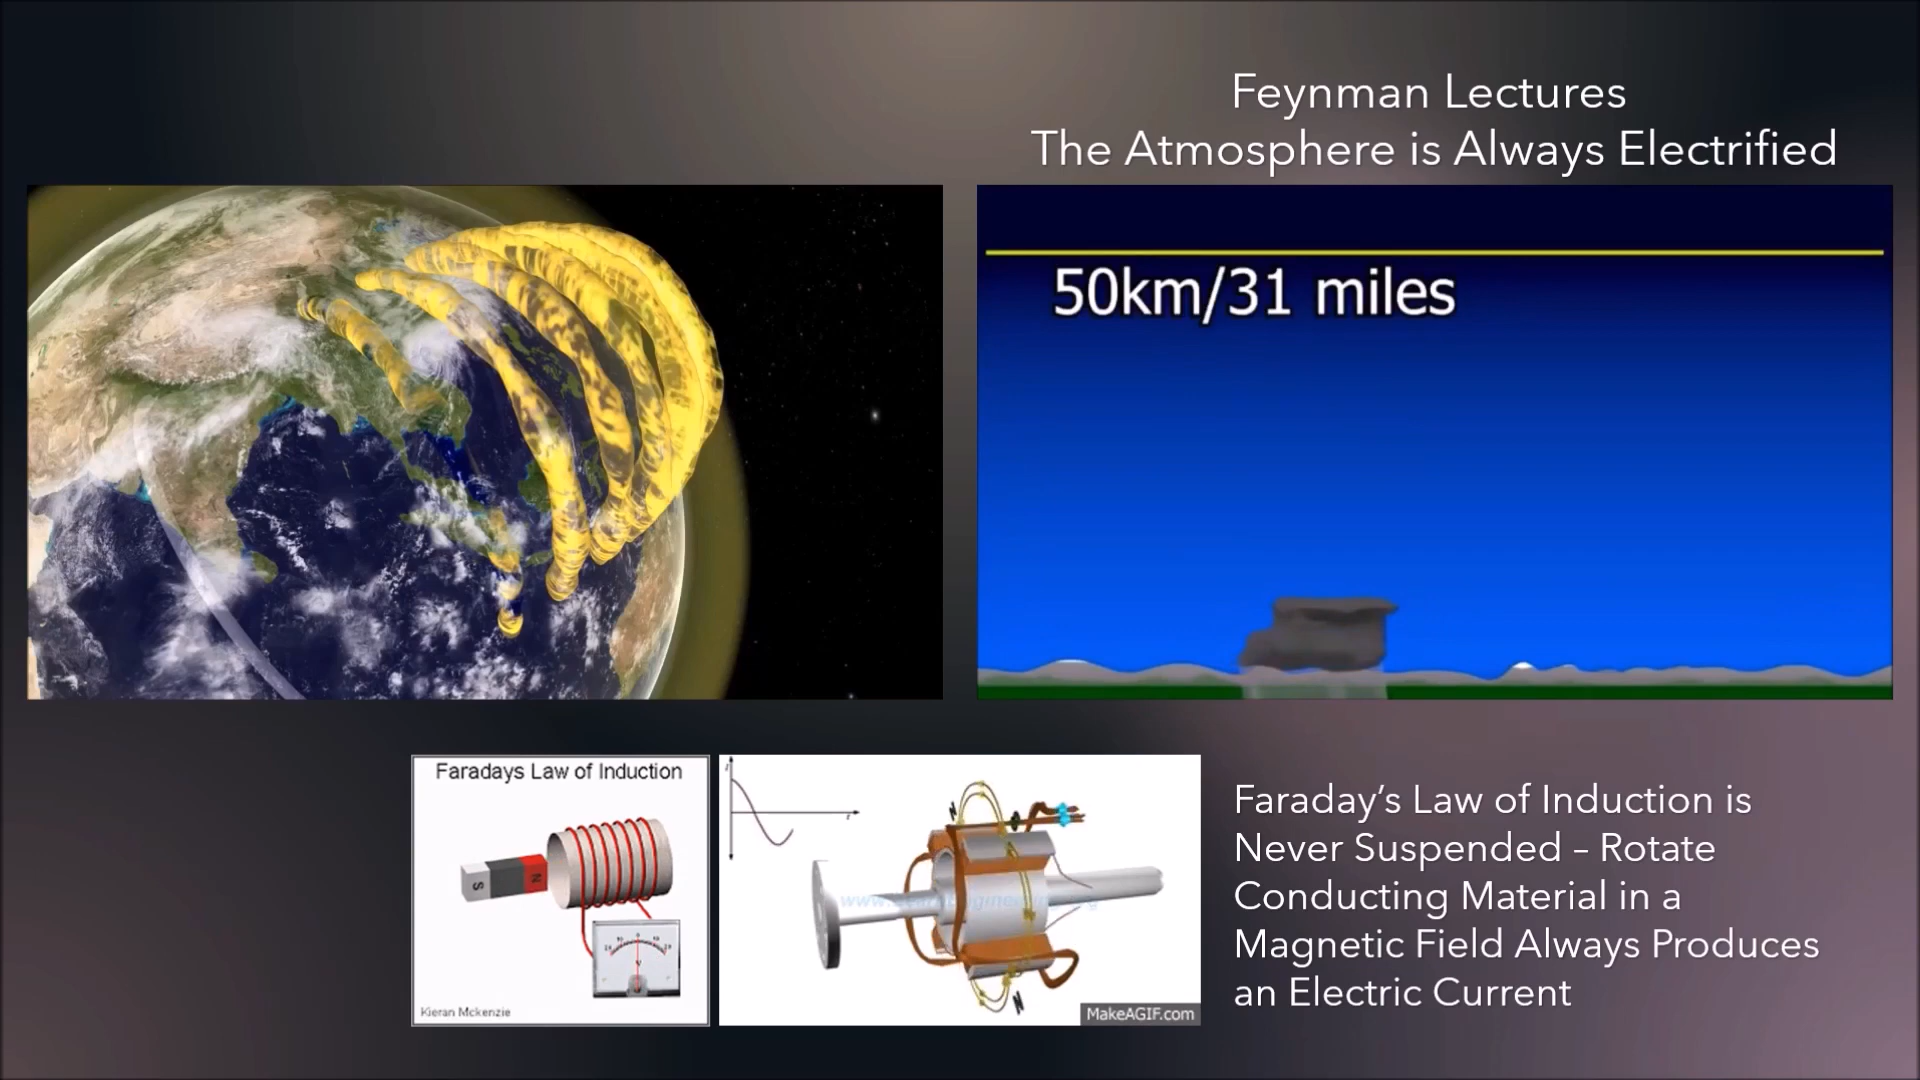 Feynman Lectures
The Atmosphere is Always Electrified
50km/31 miles
Faradays Law of Induction
S
N
Kieran Mckenzie
N
N
MakeAGIF.com
Faraday's Law of Induction is
Never Suspended – Rotate
Conducting Material in a
Magnetic Field Always Produces
an Electric Current